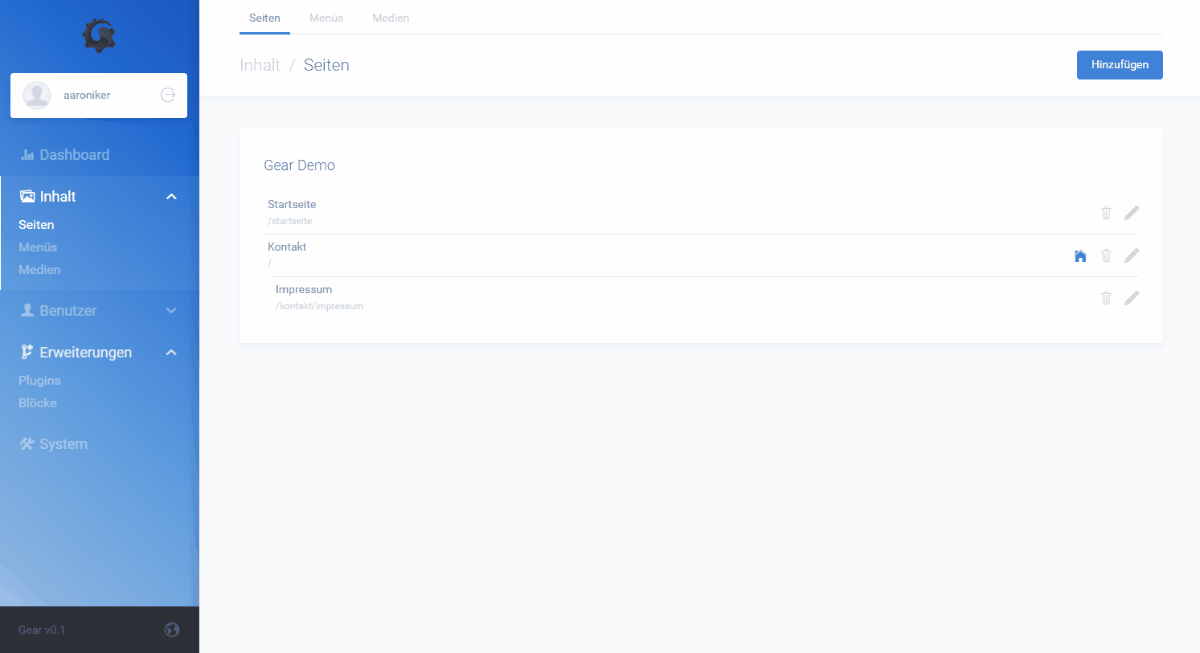 aaroniker
Dashboard
Inhalt
Seiten
Menüs
Medien
Benutzer
Erweiterungen
Plugins
Blöcke
System
Gear v0.1
Seiten Menüs Medien
Inhalt / Seiten
Hinzufügen
Gear Demo
Startseite
/startseite
Kontakt
/
Impressum
/kontakt/impressum